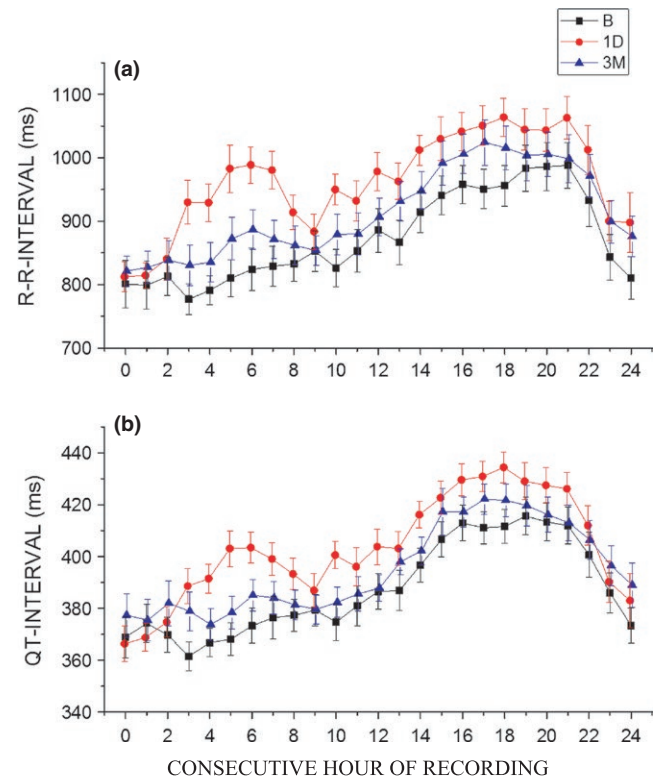 B
1D
3M
(a)
1100
1000
900
800
700
R-R-INTERVAL (ms)
0 2 4 6 8 10 12 14 16 18 20 22 24
(b)
440
420
400
380
360
340
QT-INTERVAL (ms)
0 2 4 6 8 10 12 14 16 18 20 22 24
CONSECUTIVE HOUR OF RECORDING